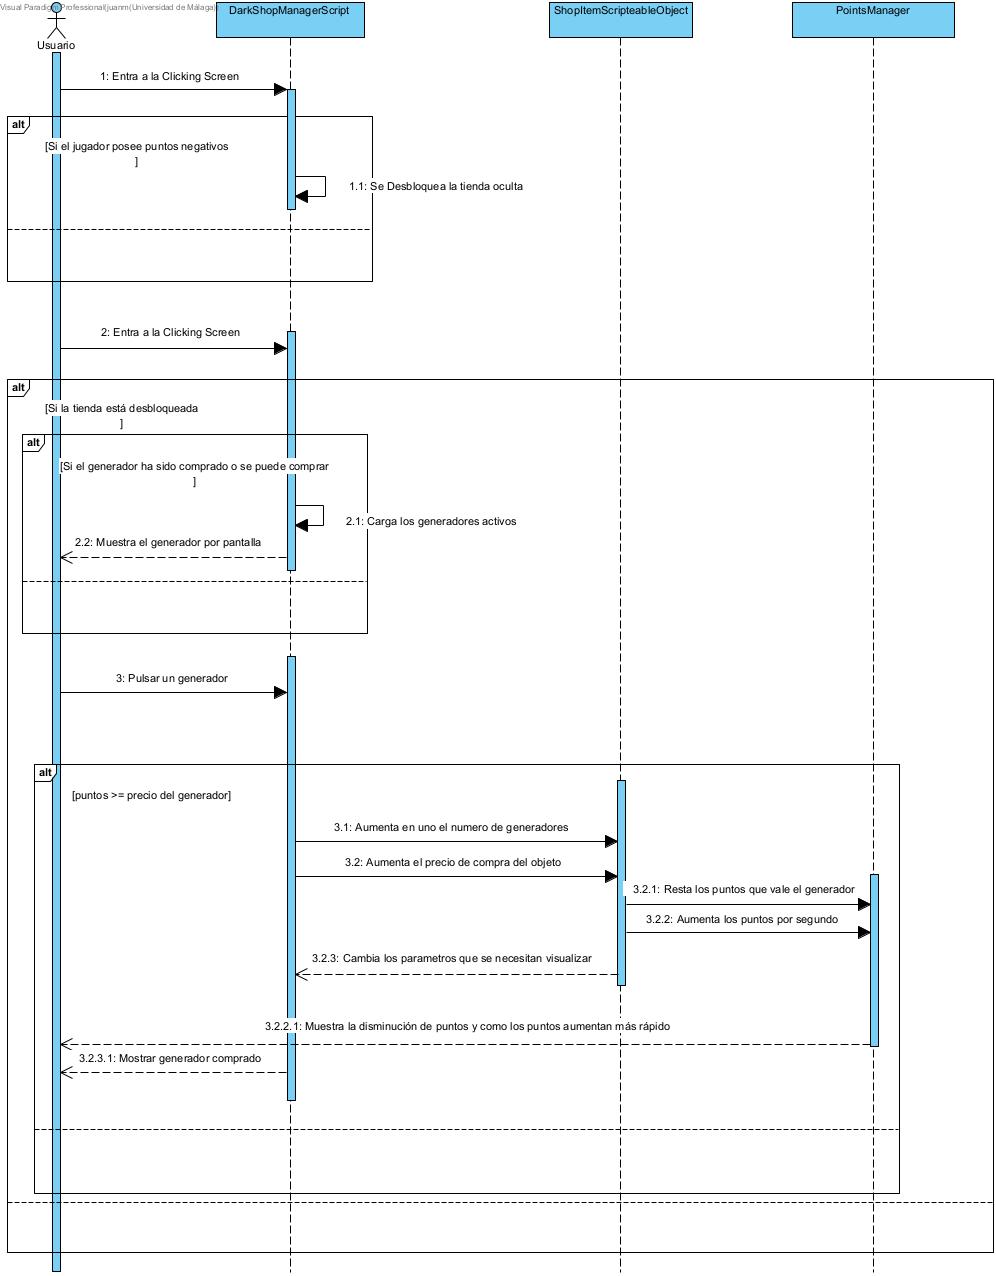 Visual Paradigm Professional(juanm(Universidad de Málaga))
Usuario
DarkShopManagerScript
ShopItemScripteableObject
PointsManager
1: Entra a la Clicking Screen
alt
[Si el jugador posee puntos negativos
]
1.1: Se Desbloquea la tienda oculta
2: Entra a la Clicking Screen
alt
[Si la tienda está desbloqueada
]
alt
[Si el generador ha sido comprado o se puede comprar
]
2.1: Carga los generadores activos
2.2: Muestra el generador por pantalla
3: Pulsar un generador
alt
[puntos >= precio del generador]
3.1: Aumenta en uno el numero de generadores
3.2: Aumenta el precio de compra del objeto
3.2.1: Resta los puntos que vale el generador
3.2.2: Aumenta los puntos por segundo
3.2.3: Cambia los parametros que se necesitan visualizar
3.2.2.1: Muestra la disminución de puntos y como los puntos aumentan más rápido
3.2.3.1: Mostrar generador comprado